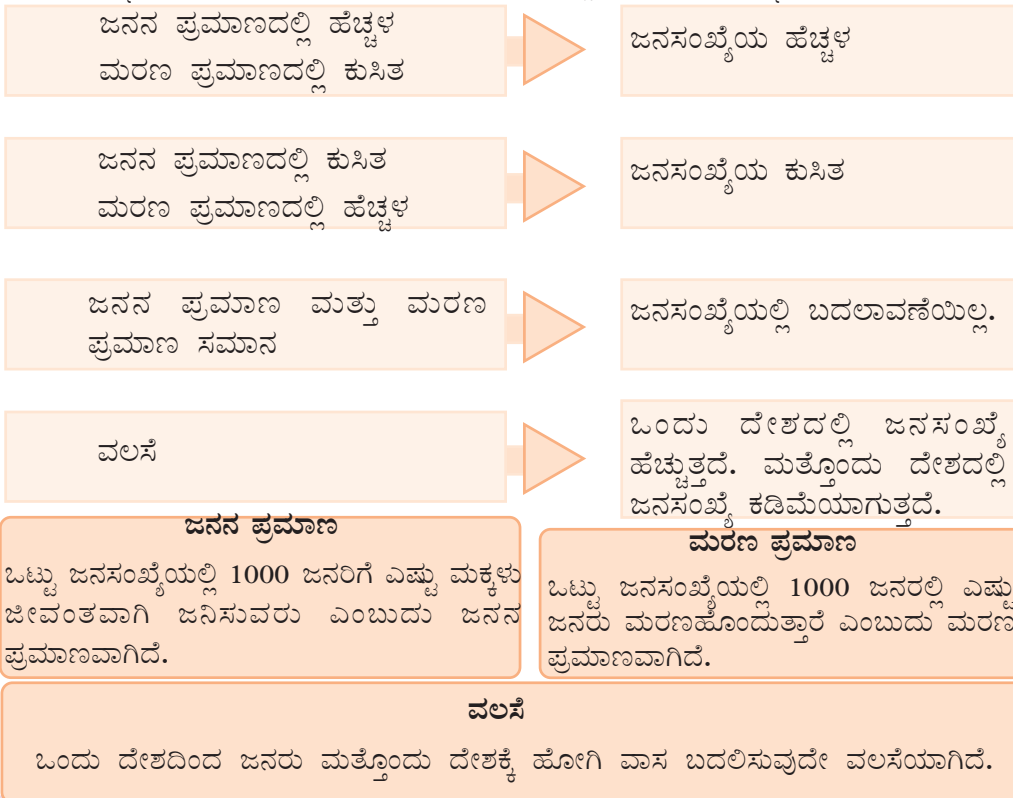 ಜನನ ಪ್ರಮಾಣದಲ್ಲಿ ಹೆಚ್ಚಳ
ಮರಣ ಪ್ರಮಾಣದಲ್ಲಿ ಕುಸಿತ
ಜನಸಂಖ್ಯೆಯ ಹೆಚ್ಚಳ
ಜನನ ಪ್ರಮಾಣದಲ್ಲಿ ಕುಸಿತ
ಮರಣ ಪ್ರಮಾಣದಲ್ಲಿ ಹೆಚ್ಚಳ
ಜನಸಂಖ್ಯೆಯ ಕುಸಿತ
ಜನನ ಪ್ರಮಾಣ ಮತ್ತು ಮರಣ
ಪ್ರಮಾಣ ಸಮಾನ
ಜನಸಂಖ್ಯೆಯಲ್ಲಿ ಬದಲಾವಣೆಯಿಲ್ಲ.
ವಲಸೆ
ಒಂದು ದೇಶದಲ್ಲಿ ಜನಸಂಖ್ಯೆ
ಹೆಚ್ಚುತ್ತದೆ. ಮತ್ತೊಂದು ದೇಶದಲ್ಲಿ
ಜನಸಂಖ್ಯೆ ಕಡಿಮೆಯಾಗುತ್ತದೆ.
ಜನನ ಪ್ರಮಾಣ
ಒಟ್ಟು ಜನಸಂಖ್ಯೆಯಲ್ಲಿ 1000 ಜನರಿಗೆ ಎಷ್ಟು ಮಕ್ಕಳು
ಜೀವಂತವಾಗಿ ಜನಿಸುವರು ಎಂಬುದು ಜನನ
ಪ್ರಮಾಣವಾಗಿದೆ.
ಮರಣ ಪ್ರಮಾಣ
ಒಟ್ಟು ಜನಸಂಖ್ಯೆಯಲ್ಲಿ 1000 ಜನರಲ್ಲಿ ಎಷ್ಟು
ಜನರು ಮರಣಹೊಂದುತ್ತಾರೆ ಎಂಬುದು ಮರಣ
ಪ್ರಮಾಣವಾಗಿದೆ.
ವಲಸೆ
ಒಂದು ದೇಶದಿಂದ ಜನರು ಮತ್ತೊಂದು ದೇಶಕ್ಕೆ ಹೋಗಿ ವಾಸ ಬದಲಿಸುವುದೇ ವಲಸೆಯಾಗಿದೆ.